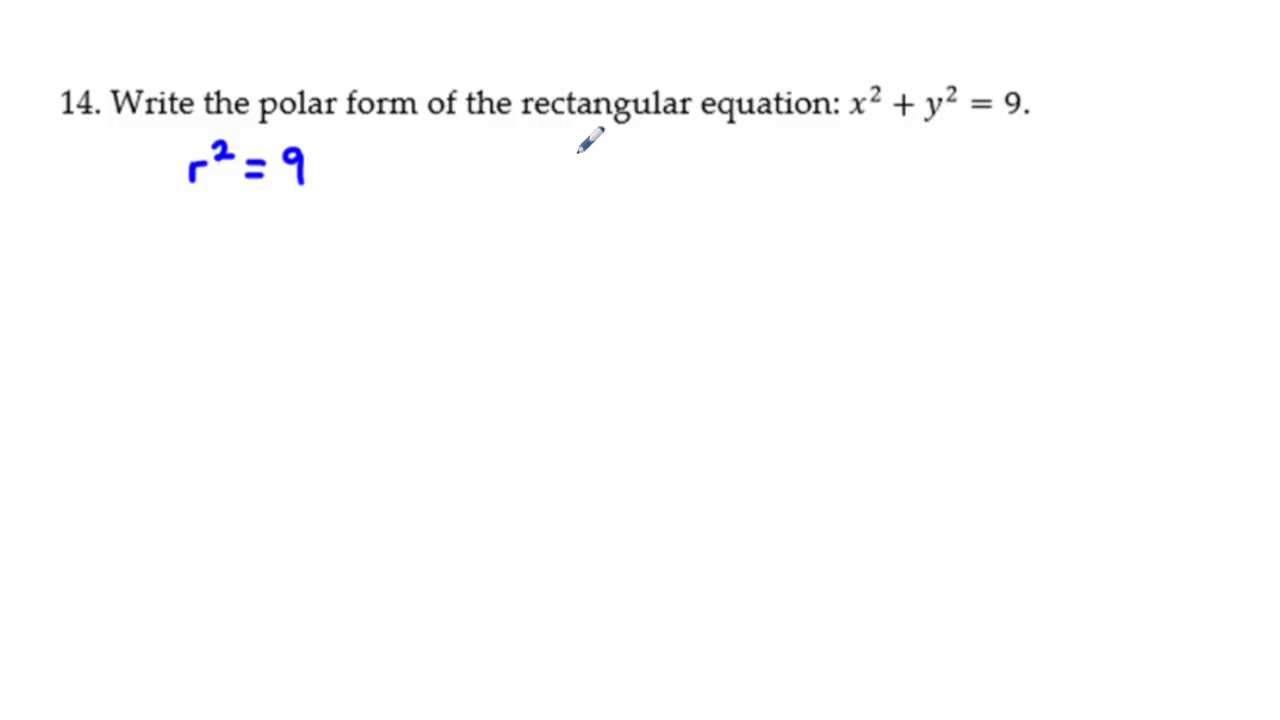 14. Write the polar form of the rectangular equation: x² + y² = 9.
r² = 9